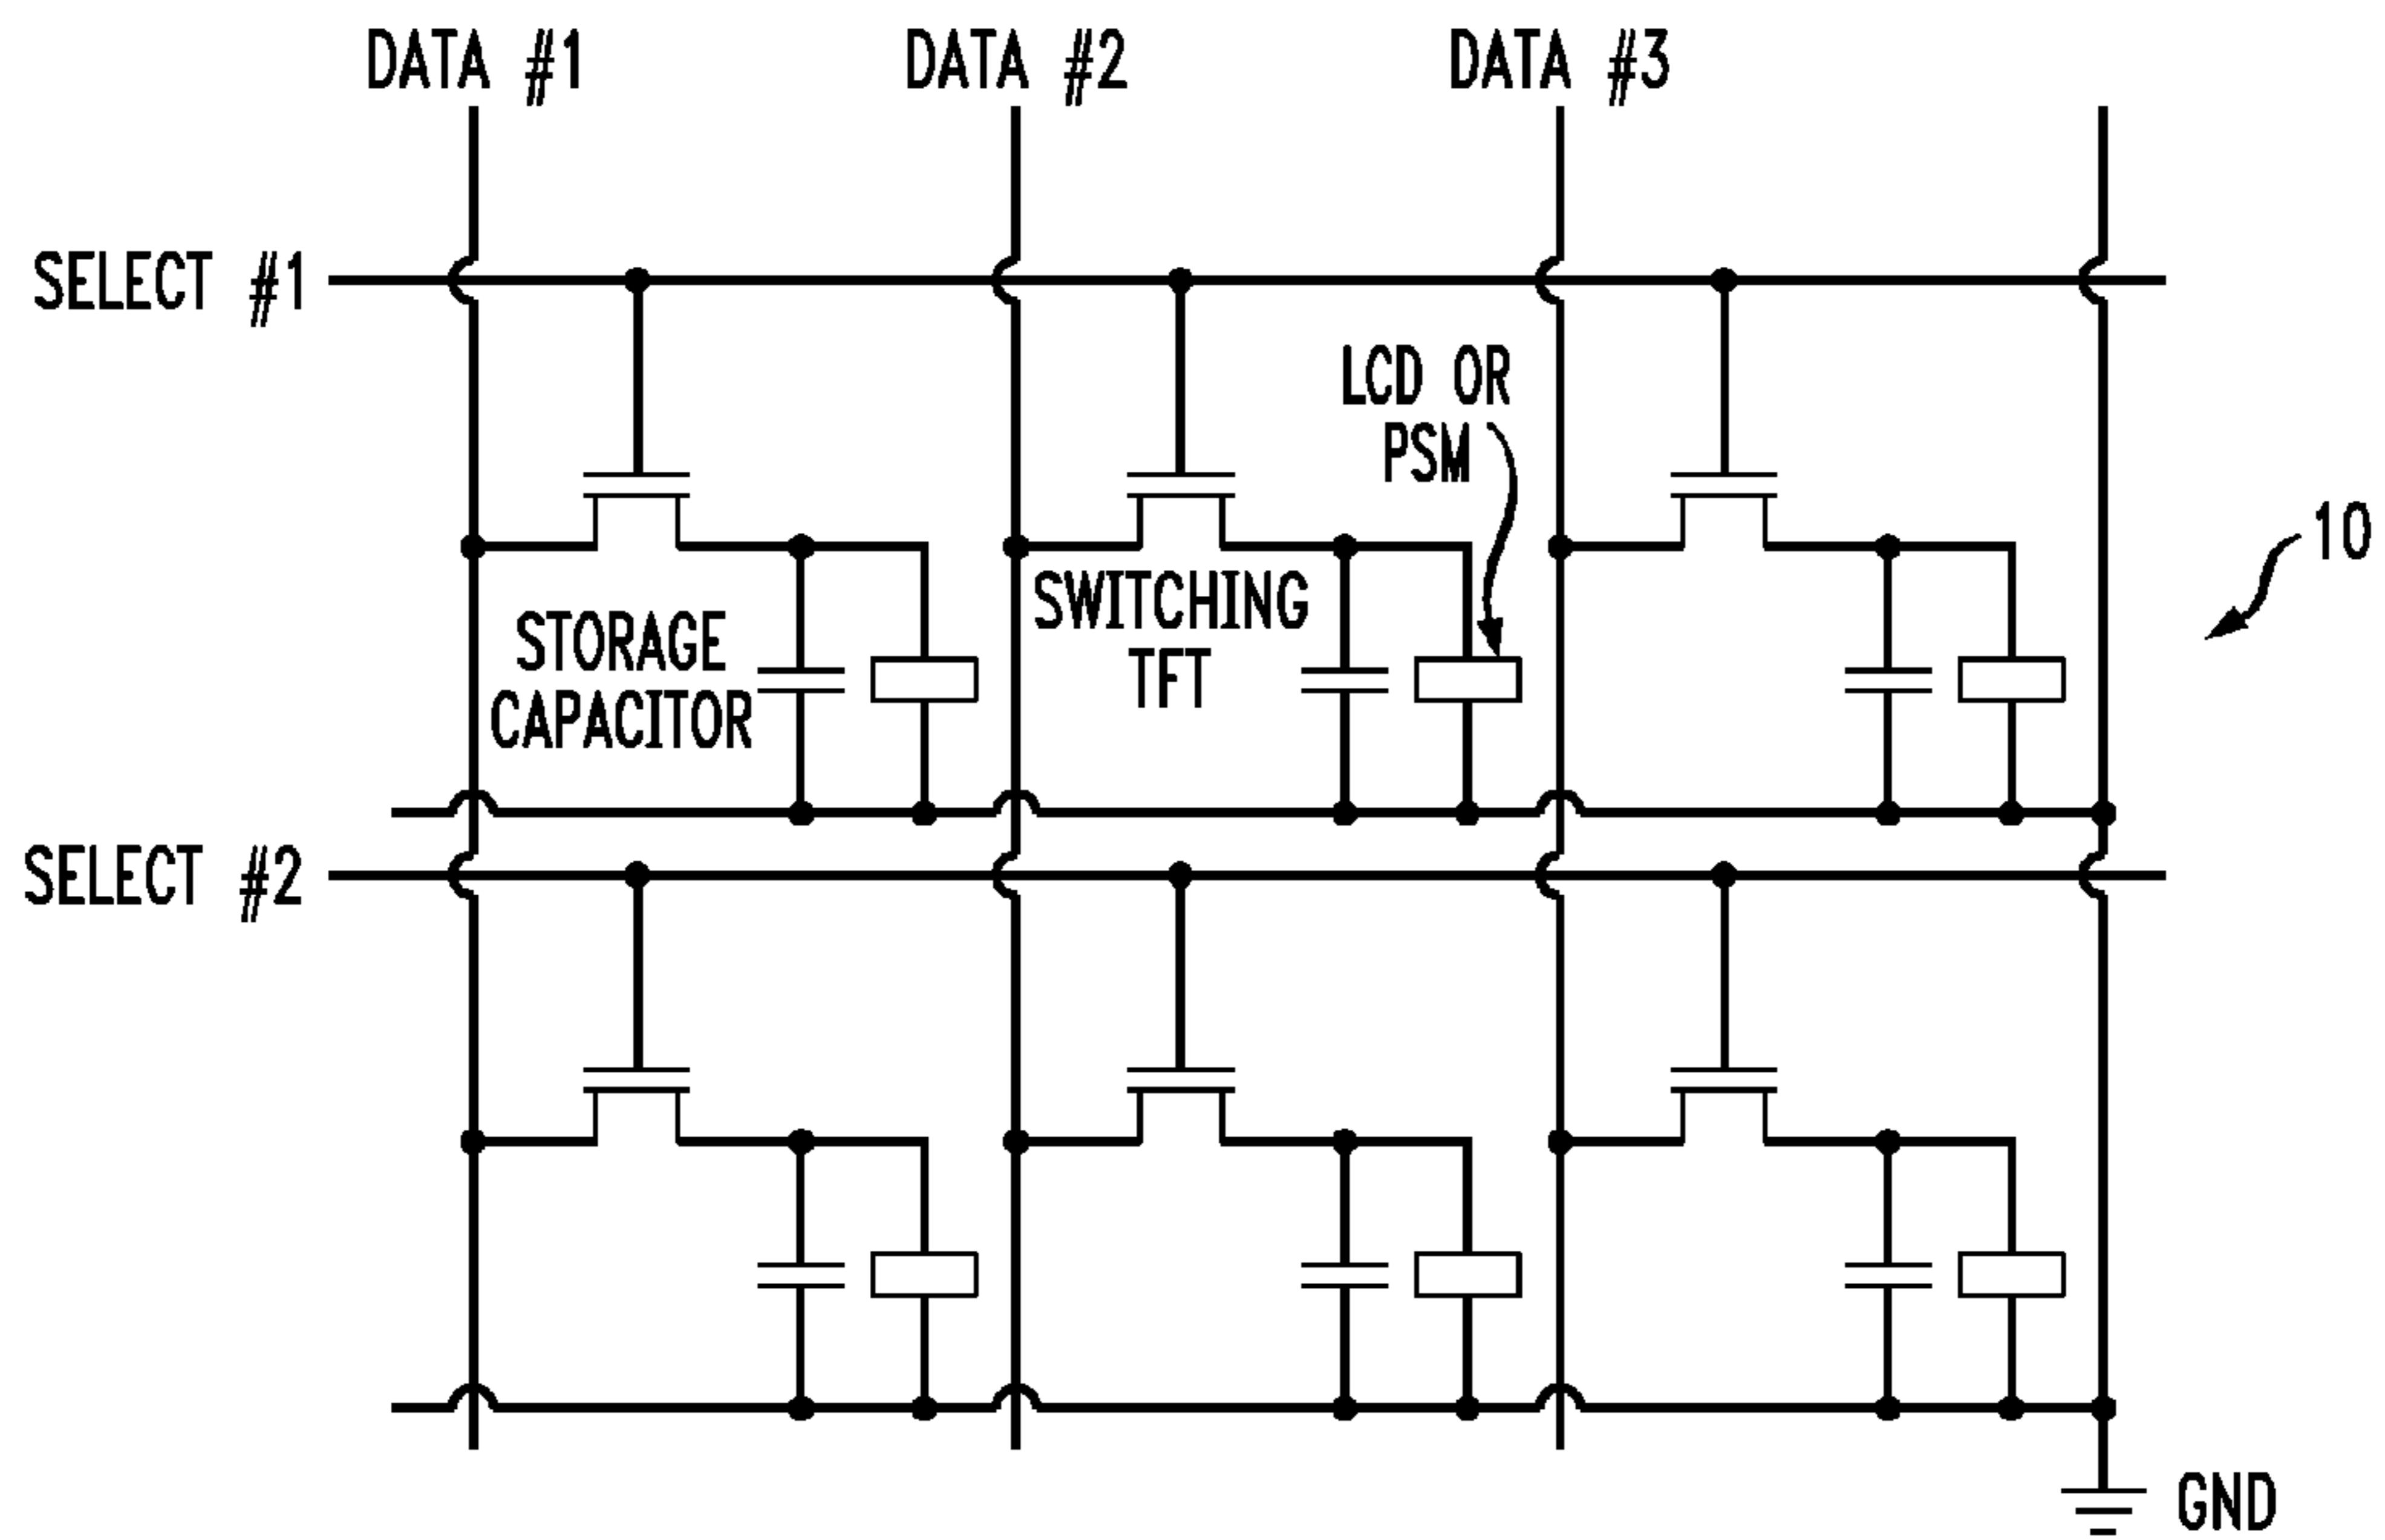 DATA #1
DATA #2
DATA #3
SELECT #1
LCD OR
PSM
10
STORAGE
CAPACITOR
SWITCHING
TFT
SELECT #2
GND